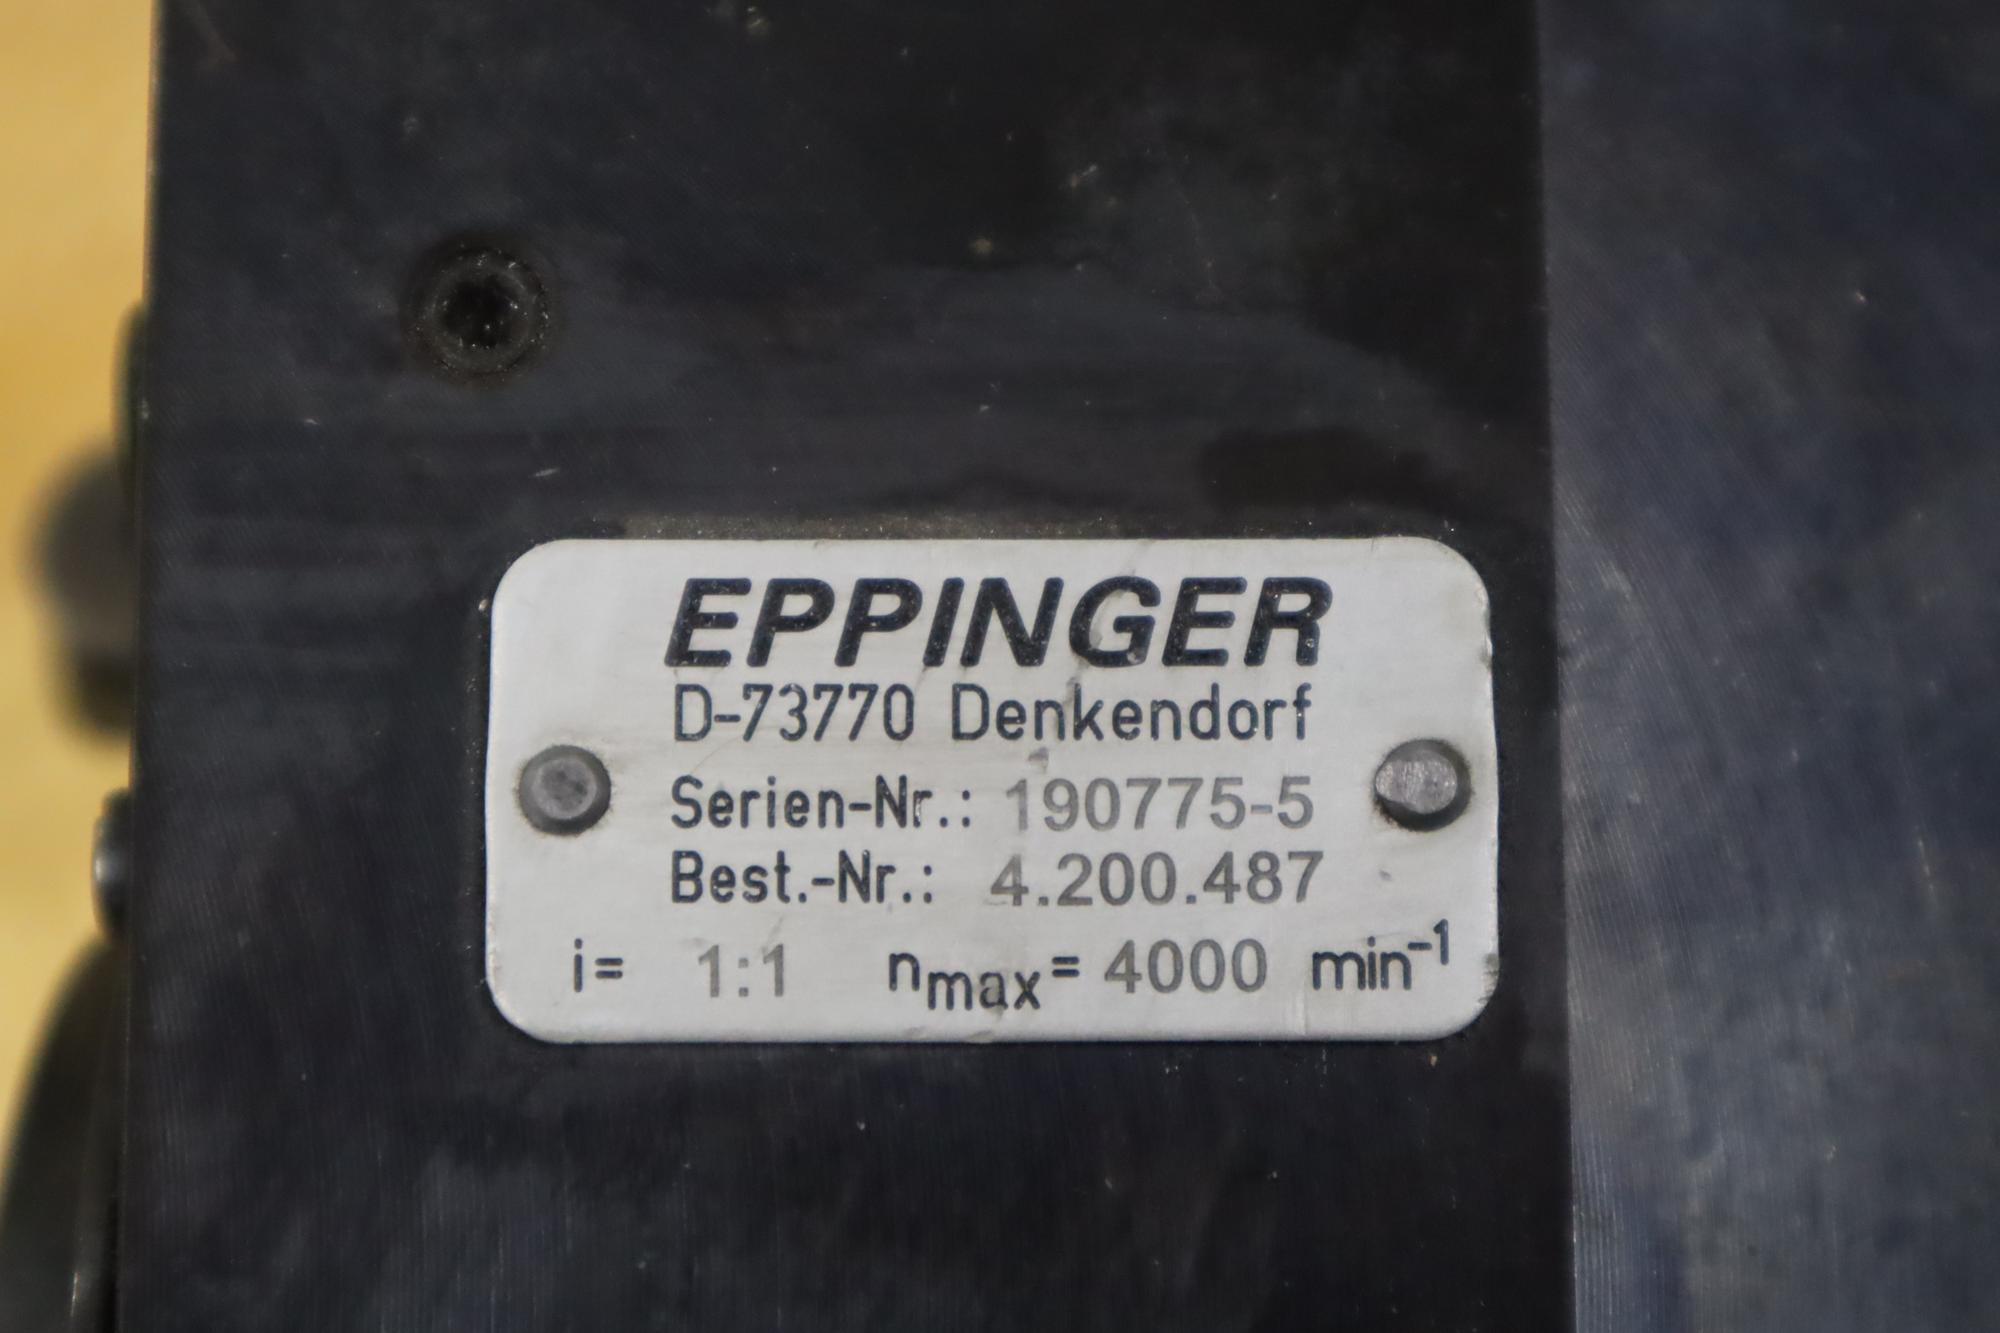 EPPINGER
D-73770 Denkendorf
Serien-Nr.: 190775-5
Best.-Nr.: 4.200.487
i= 1:1 nmax= 4000 min⁻¹